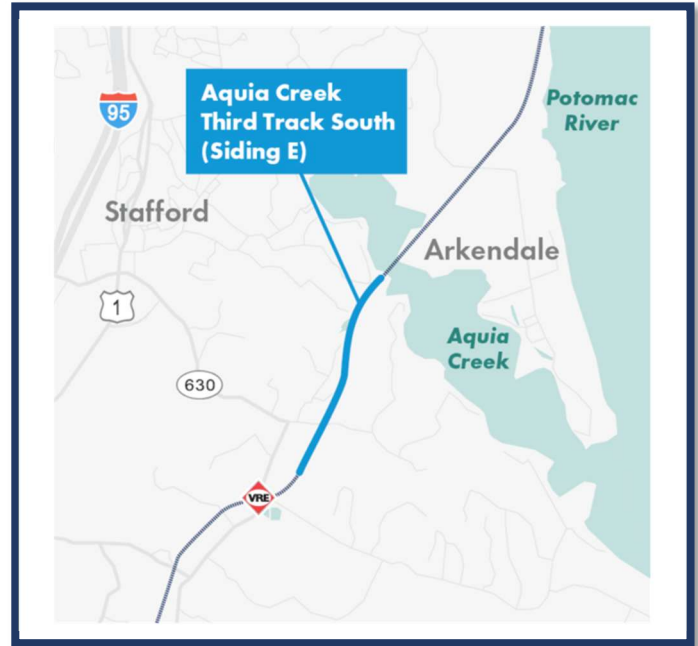 95
Aquia Creek
Third Track South
(Siding E)
Potomac
River
Stafford
Arkendale
1
Aquia
Creek
630
VRE